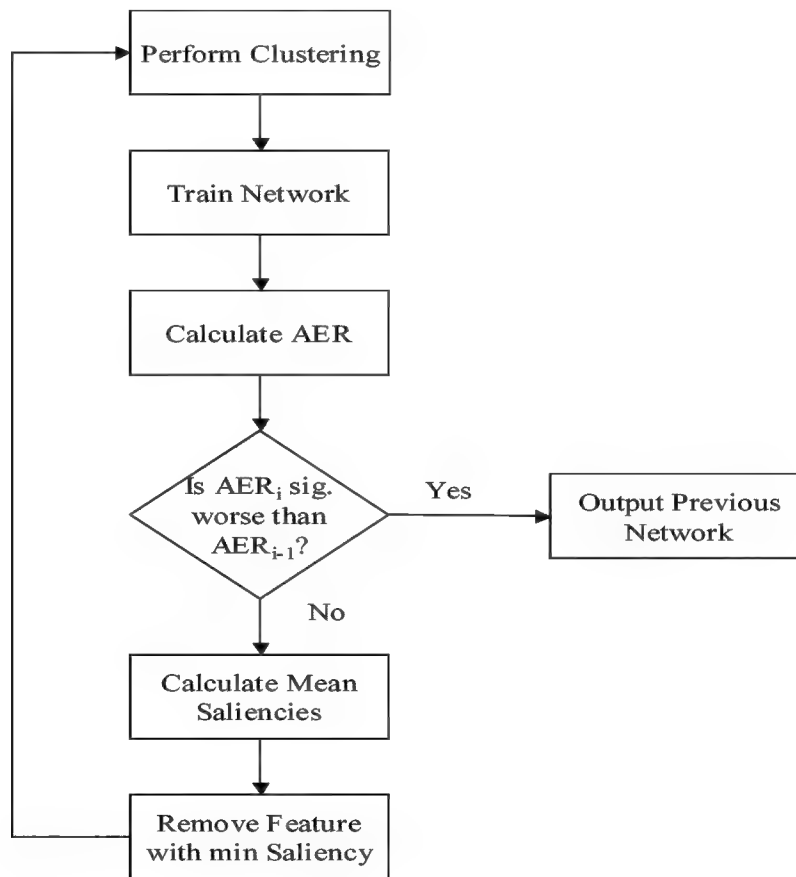 Perform Clustering
Train Network
Calculate AER
Is AERi sig.
worse than
AERi-1?
Yes
Output Previous
Network
No
Calculate Mean
Saliencies
Remove Feature
with min Saliency